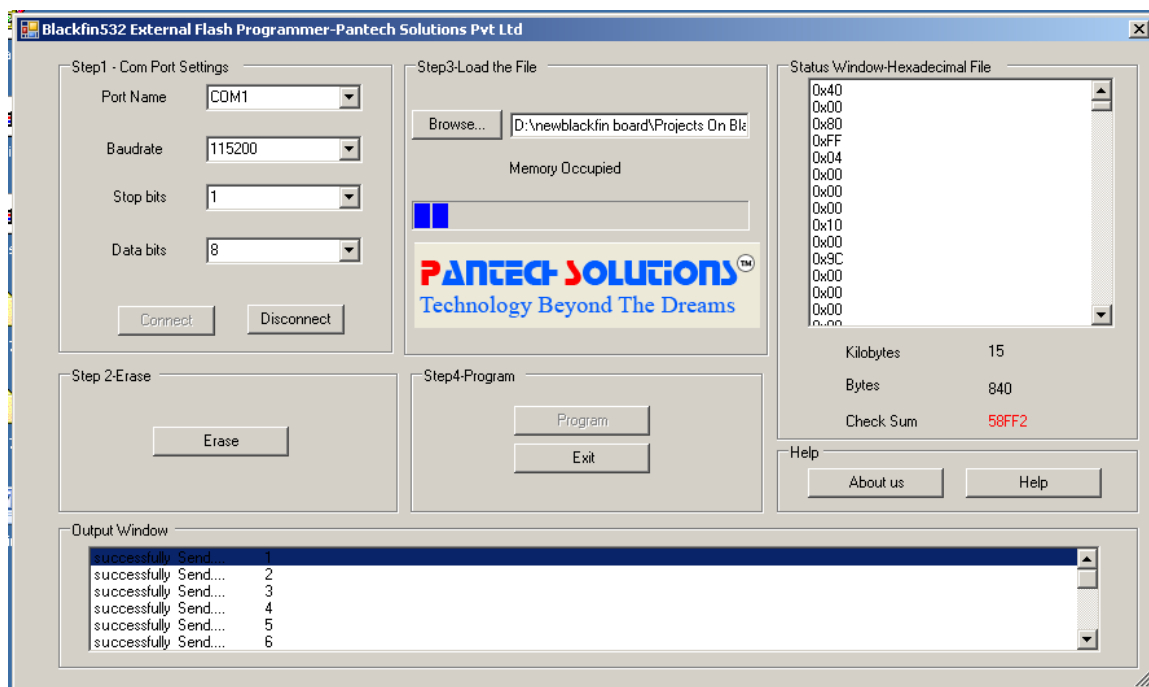 Blackfin532 External Flash Programmer-Pantech Solutions Pvt Ltd
Step1 - Com Port Settings
Port Name COM1
Baudrate 115200
Stop bits 1
Data bits 8
Connect Disconnect
Step3-Load the File
Browse... D:\newblackfin board\Projects On Bla
Memory Occupied
PANTECH SOLUTIONS™
Technology Beyond The Dreams
Status Window-Hexadecimal File
0x40
0x00
0x80
0xFF
0x04
0x00
0x00
0x00
0x10
0x00
0x9C
0x00
0x00
0x00
Kilobytes 15
Bytes 840
Check Sum 58FF2
Step 2-Erase
Erase
Step4-Program
Program
Exit
Help
About us Help
Output Window
successfully Send.... 1
successfully Send.... 2
successfully Send.... 3
successfully Send.... 4
successfully Send.... 5
successfully Send.... 6